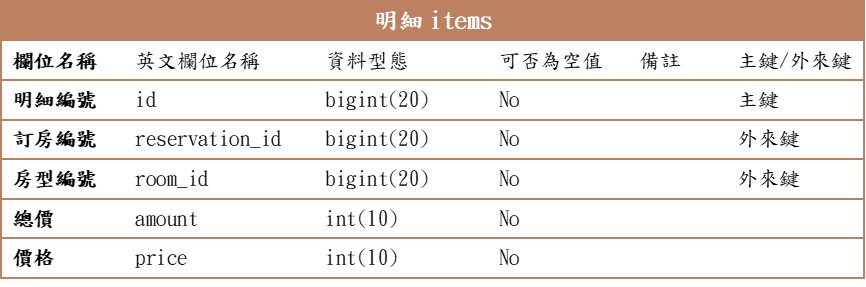 明細 items
欄位名稱 英文欄位名稱 資料型態 可否為空值 備註 主鍵/外來鍵
明細編號 id bigint(20) No 主鍵
訂房編號 reservation_id bigint(20) No 外來鍵
房型編號 room_id bigint(20) No 外來鍵
總價 amount int(10) No
價格 price int(10) No